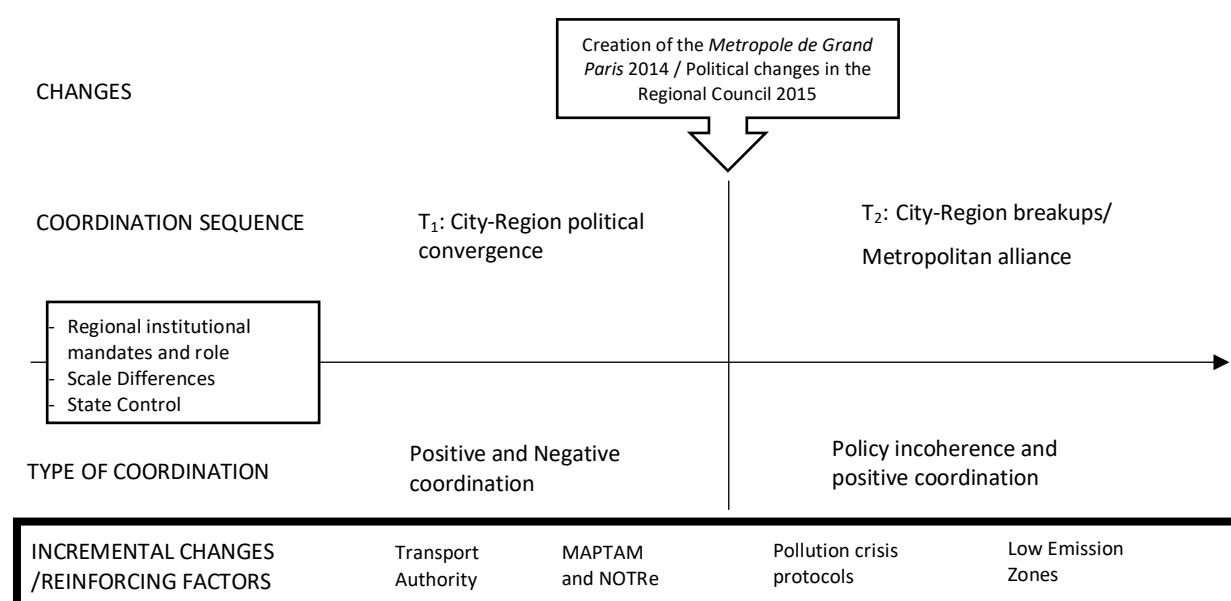 Creation of the Metropole de Grand
Paris 2014 / Political changes in the
Regional Council 2015
CHANGES
COORDINATION SEQUENCE
T₁: City-Region political
convergence
T₂: City-Region breakups/
Metropolitan alliance
- Regional institutional
mandates and role
- Scale Differences
- State Control
TYPE OF COORDINATION
Positive and Negative
coordination
Policy incoherence and
positive coordination
INCREMENTAL CHANGES
/REINFORCING FACTORS
Transport
Authority
MAPTAM
and NOTRe
Pollution crisis
protocols
Low Emission
Zones